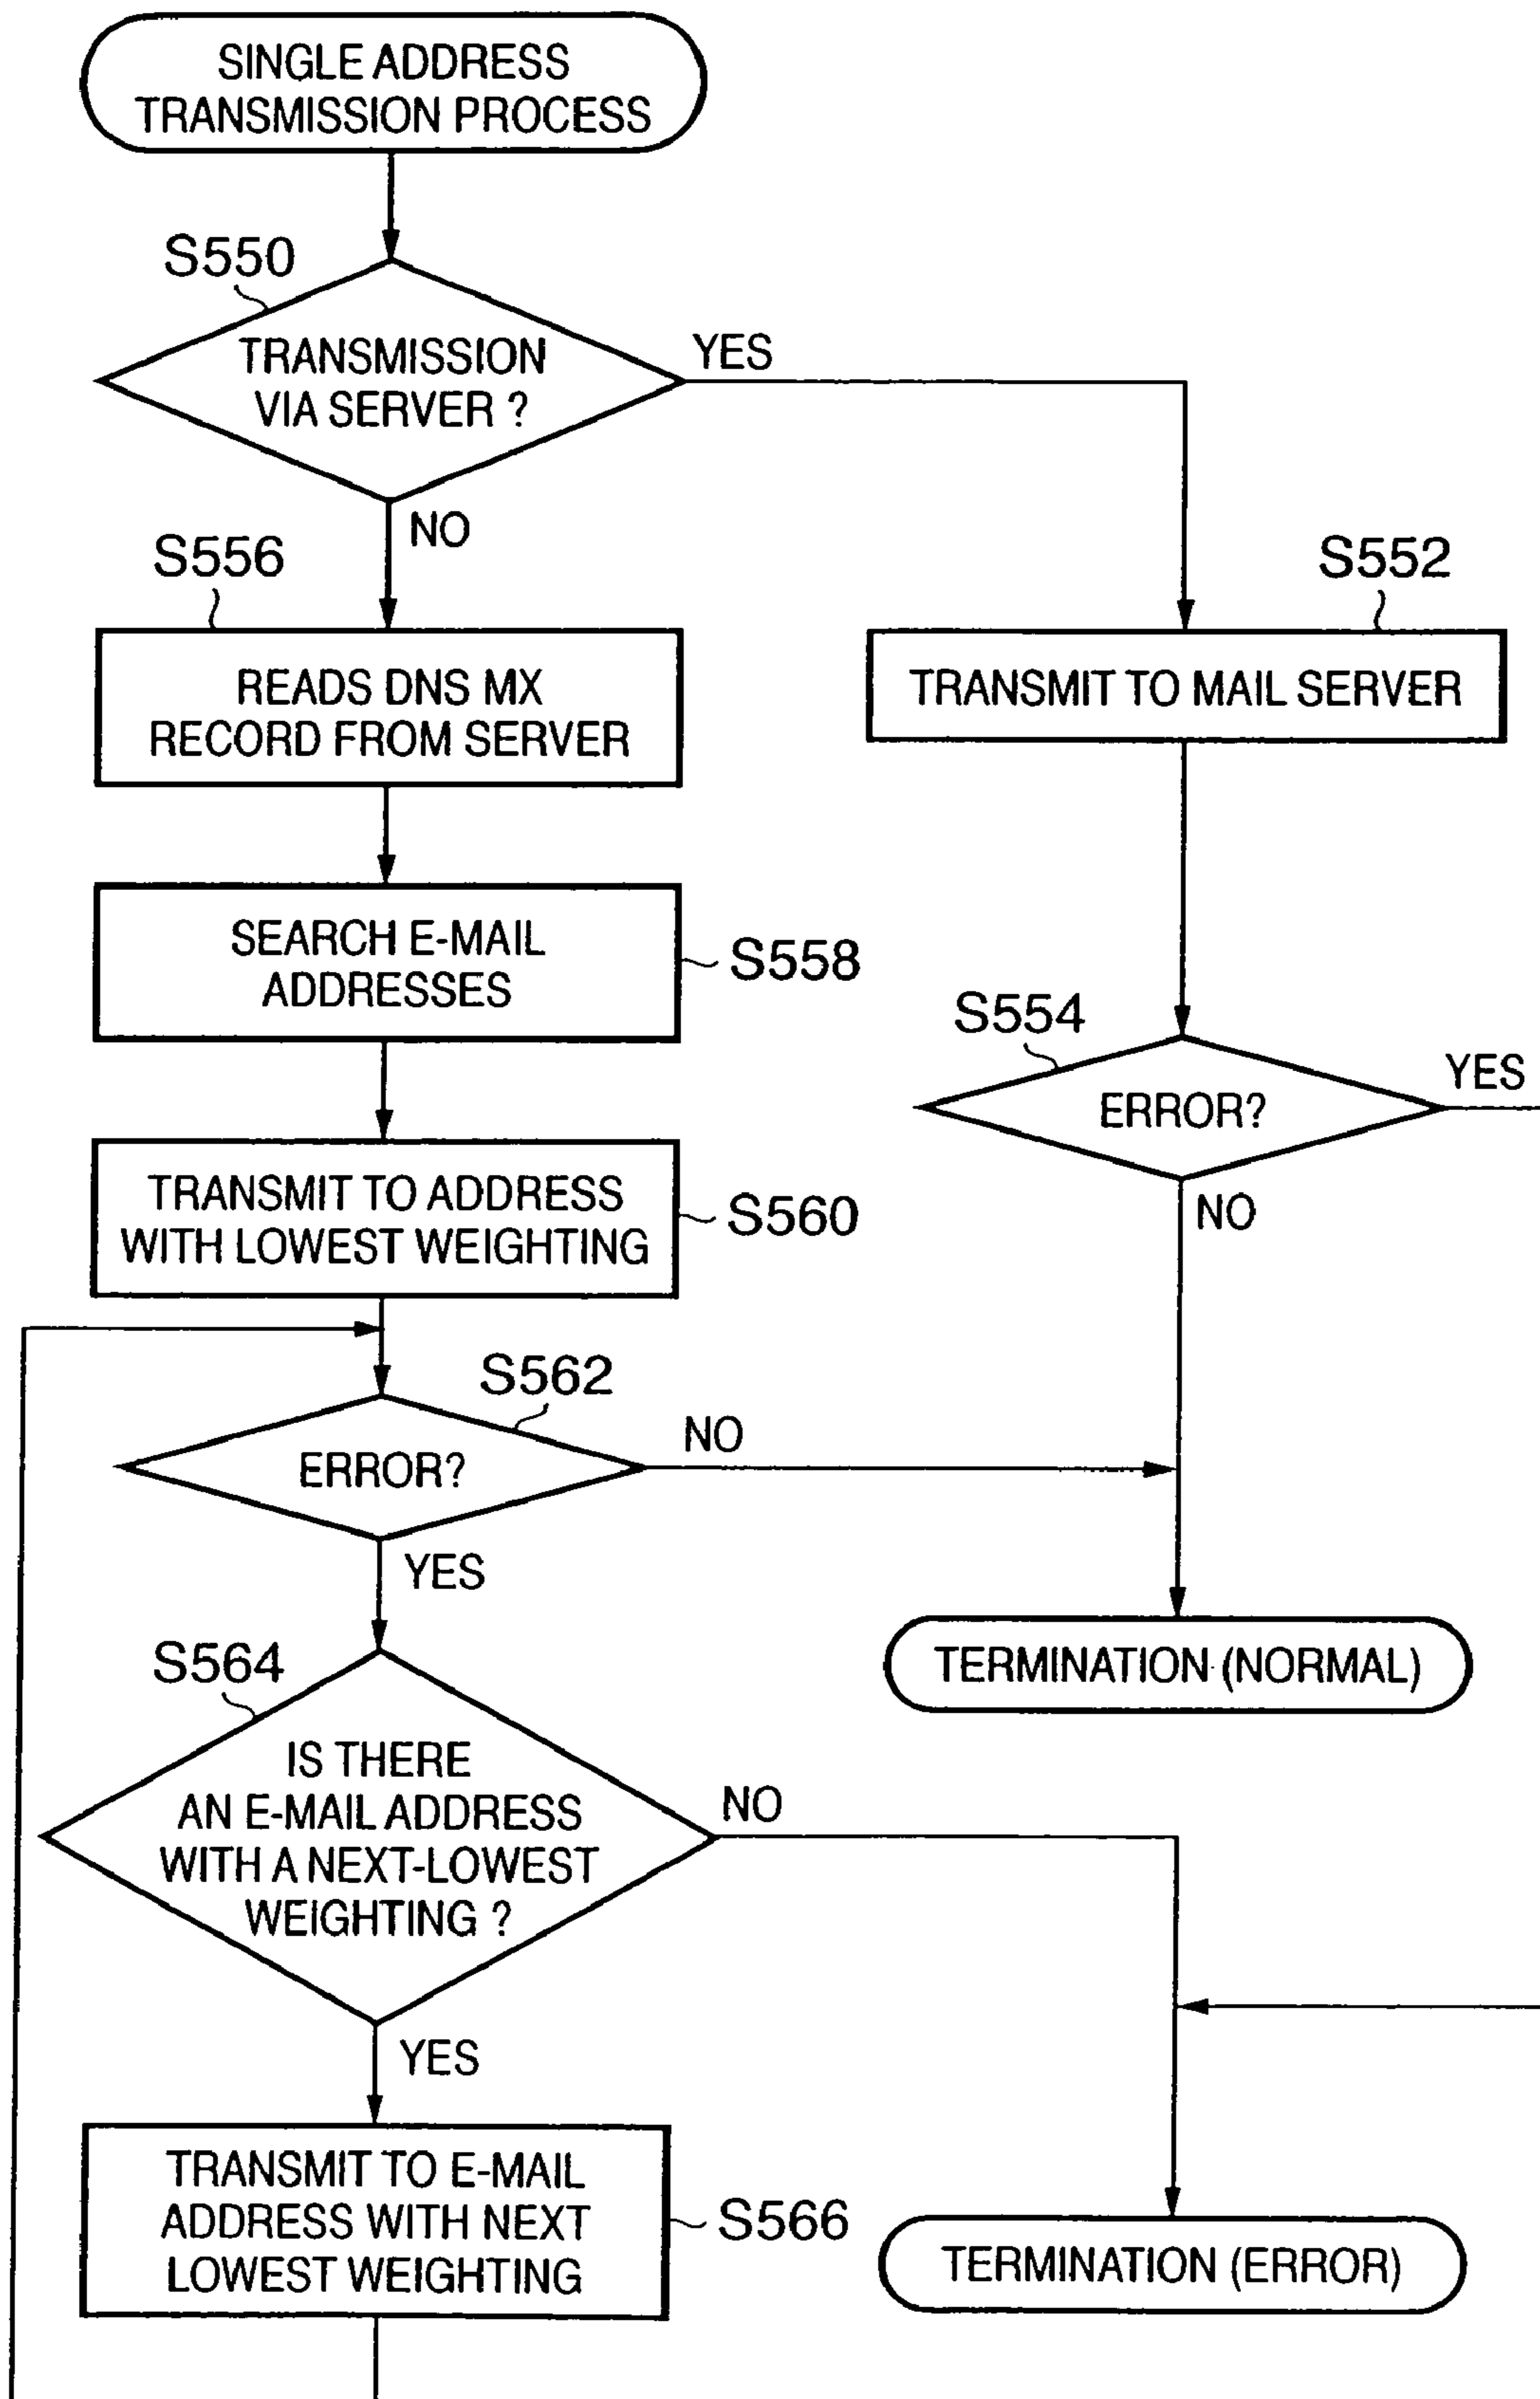 SINGLE ADDRESS
TRANSMISSION PROCESS
S550
TRANSMISSION
VIA SERVER ?
YES
NO
S556
READS DNS MX
RECORD FROM SERVER
S552
TRANSMIT TO MAIL SERVER
SEARCH E-MAIL
ADDRESSES
S558
S554
ERROR?
YES
NO
TRANSMIT TO ADDRESS
WITH LOWEST WEIGHTING
S560
S562
ERROR?
NO
YES
TERMINATION (NORMAL)
S564
IS THERE
AN E-MAIL ADDRESS
WITH A NEXT-LOWEST
WEIGHTING ?
NO
YES
TRANSMIT TO E-MAIL
ADDRESS WITH NEXT
LOWEST WEIGHTING
S566
TERMINATION (ERROR)